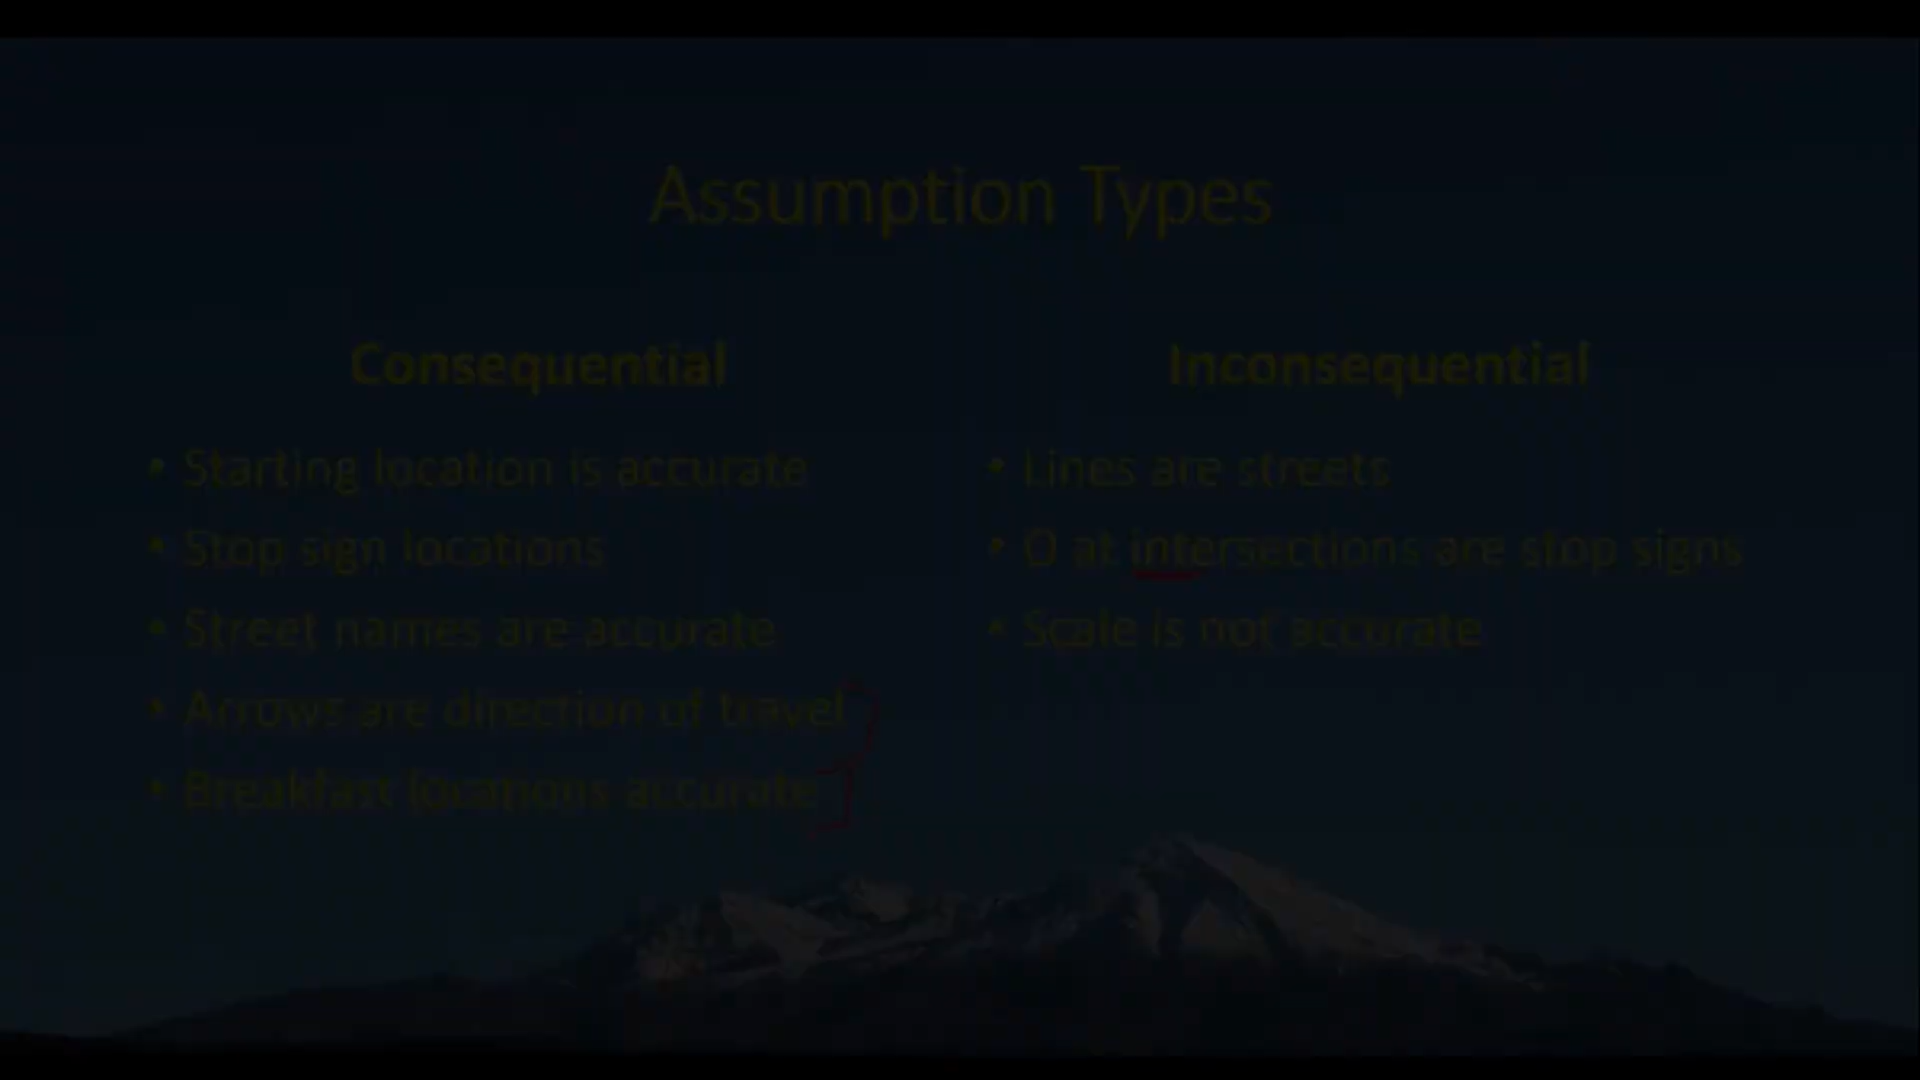 Assumption Types
Consequential
• Starting location is accurate
• Stop sign locations
• Street names are accurate
• Arrows are direction of travel
• Breakfast locations accurate
Inconsequential
• Lines are streets
• O at intersections are stop signs
• Scale is not accurate